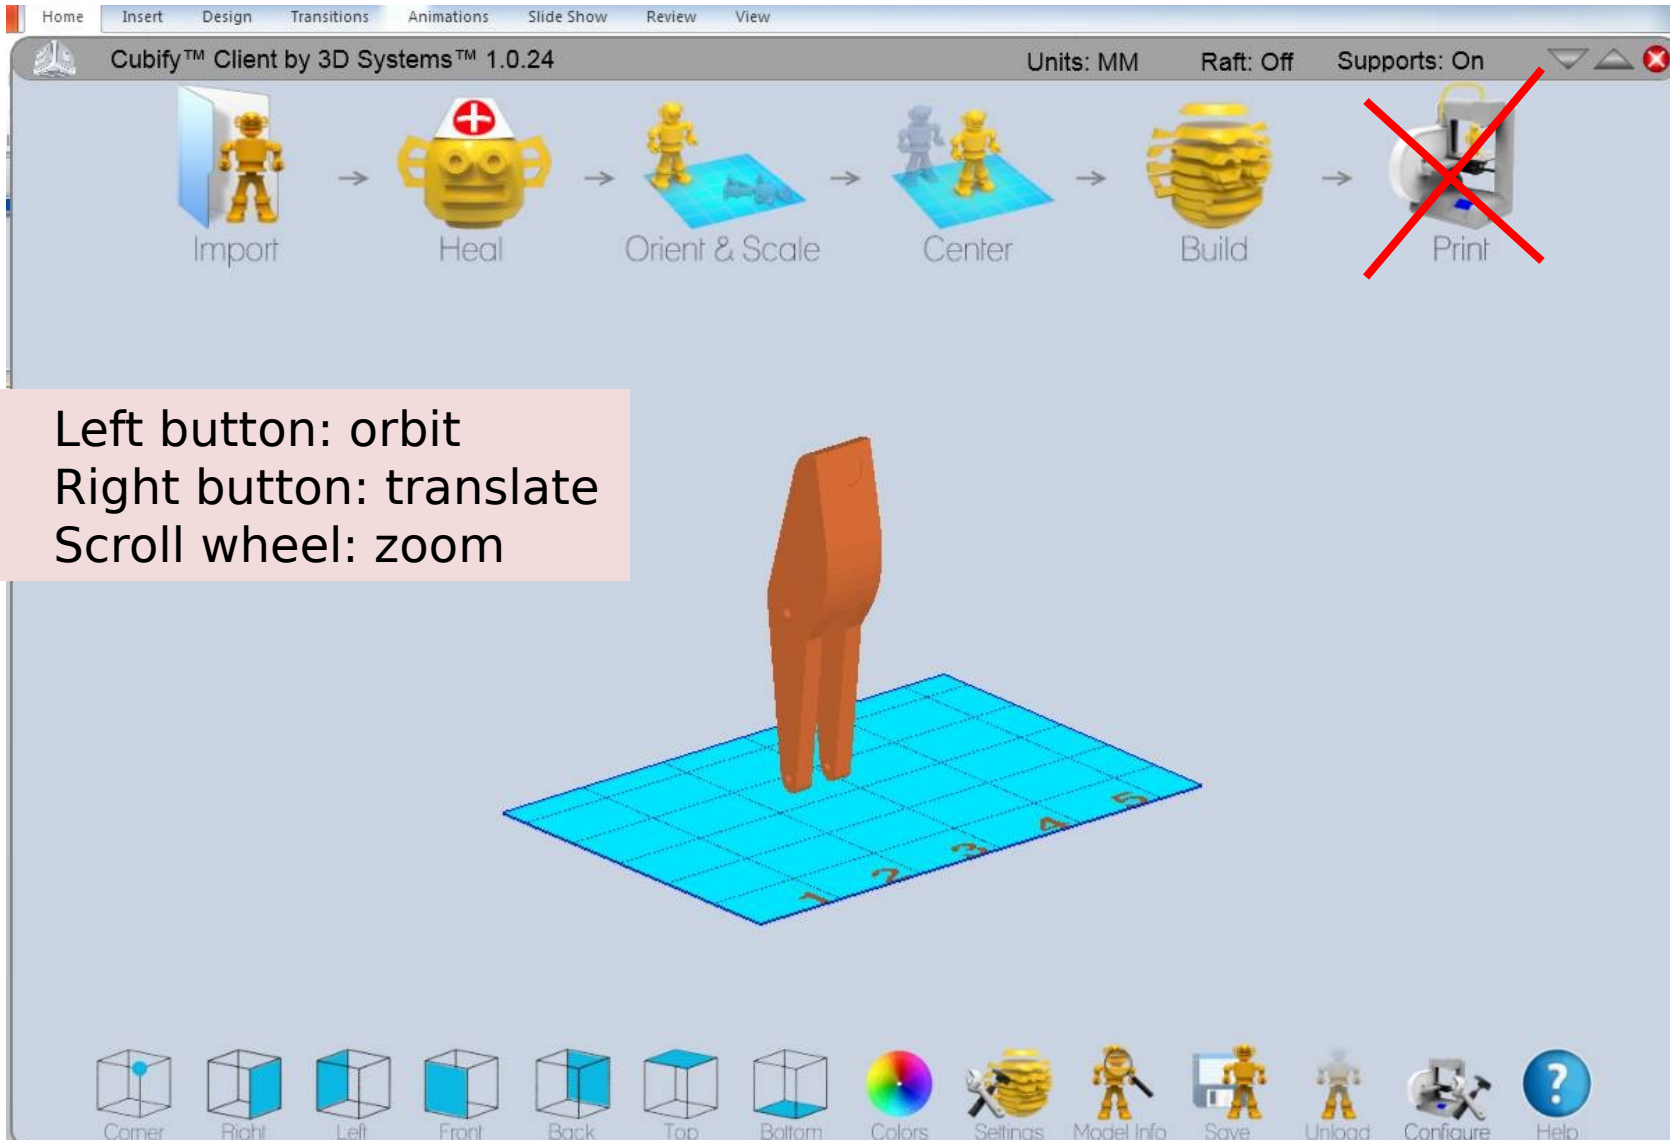 Home Insert Design Transitions Animations Slide Show Review View
Cubify™ Client by 3D Systems™ 1.0.24 Units: MM Raft: Off Supports: On
Import Heal Orient & Scale Center Build Print
Left button: orbit
Right button: translate
Scroll wheel: zoom
1 2 3 4 5
Corner Right Left Front Back Top Bottom Colors Settings Model Info Save Unload Configure Help